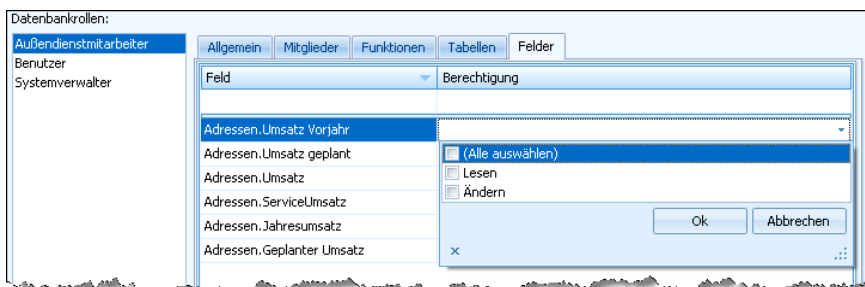 Datenbankrollen:
Außendienstmitarbeiter
Benutzer
Systemverwalter
Allgemein Mitglieder Funktionen Tabellen Felder
Feld Berechtigung
Adressen.Umsatz Vorjahr
Adressen.Umsatz geplant
Adressen.Umsatz
Adressen.ServiceUmsatz
Adressen.Jahresumsatz
Adressen.Geplanter Umsatz
(Alle auswählen)
Lesen
Ändern
Ok Abbrechen